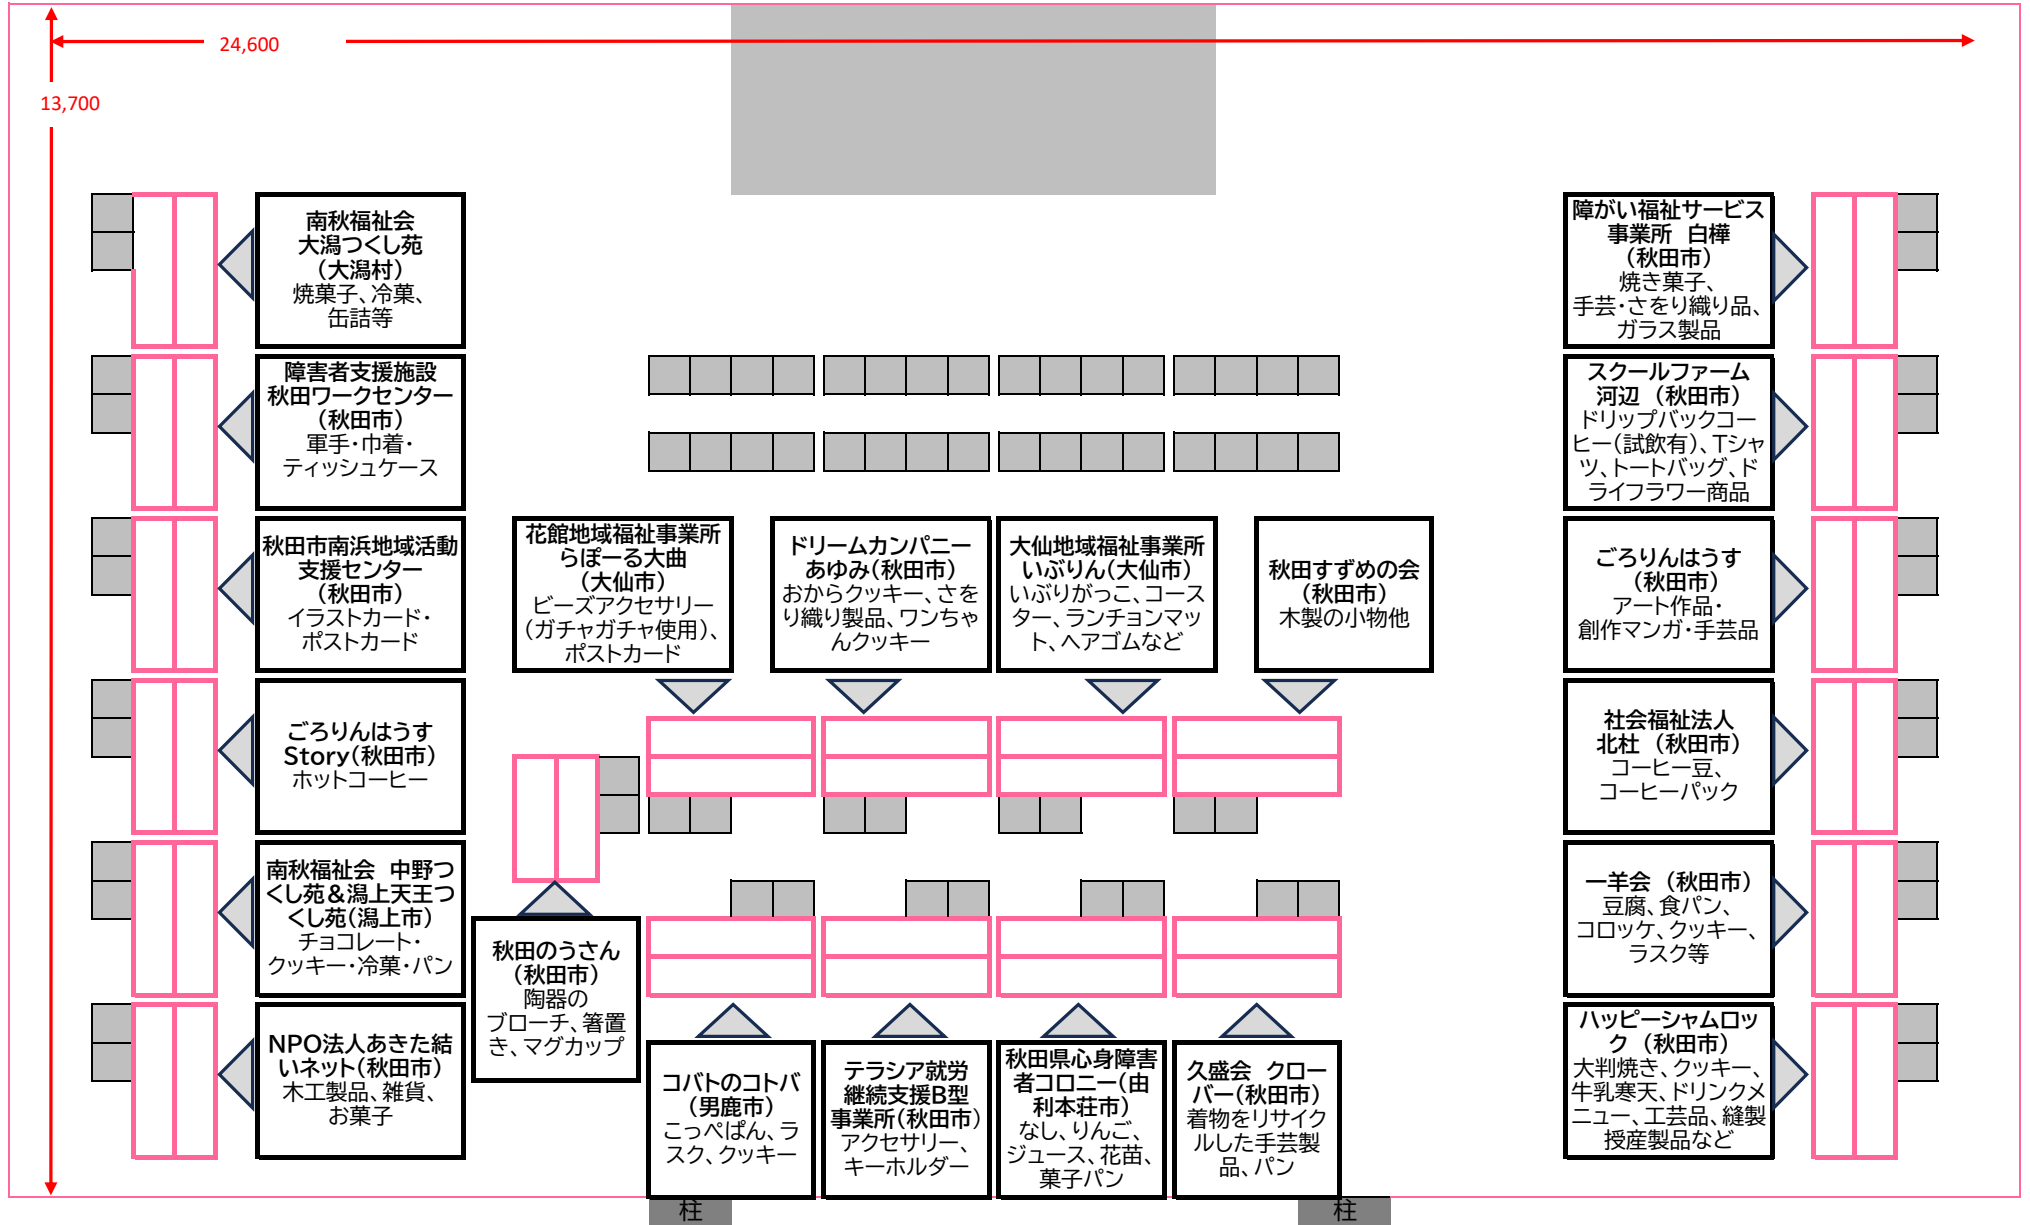 24,600
13,700
南秋福祉会
大潟つくし苑
（大潟村）
焼菓子、冷菓、
缶詰等
障害者支援施設
秋田ワークセンター
（秋田市）
軍手・巾着・
ティッシュケース
秋田市南浜地域活動
支援センター
（秋田市）
イラストカード・
ポストカード
ごろりんはうす
Story（秋田市）
ホットコーヒー
南秋福祉会　中野つ
くし苑＆潟上天王つ
くし苑（潟上市）
チョコレート・
クッキー・冷菓・パン
NPO法人あきた結
いネット（秋田市）
木工製品、雑貨、
お菓子
花館地域福祉事業所
らぽーる大曲
（大仙市）
ビーズアクセサリー
（ガチャガチャ使用）、
ポストカード
ドリームカンパニー
あゆみ（秋田市）
おからクッキー、さを
り織り製品、ワンちゃ
んクッキー
大仙地域福祉事業所
いぶりん（大仙市）
いぶりがっこ、コース
ター、ランチョンマッ
ト、ヘアゴムなど
秋田すずめの会
（秋田市）
木製の小物他
秋田のうさん
（秋田市）
陶器の
ブローチ、箸置
き、マグカップ
コバトのコトバ
（男鹿市）
こっぺぱん、ラ
スク、クッキー
テラシア就労
継続支援B型
事業所（秋田市）
アクセサリー、
キーホルダー
秋田県心身障害
者コロニー（由
利本荘市）
なし、りんご、
ジュース、花苗、
菓子パン
久盛会　クロー
バー（秋田市）
着物をリサイク
ルした手芸製
品、パン
障がい福祉サービス
事業所　白樺
（秋田市）
焼き菓子、
手芸・さをり織り品、
ガラス製品
スクールファーム
河辺　（秋田市）
ドリップバックコー
ヒー（試飲有）、Tシャ
ツ、トートバッグ、ド
ライフラワー商品
ごろりんはうす
（秋田市）
アート作品・
創作マンガ・手芸品
社会福祉法人
北杜　（秋田市）
コーヒー豆、
コーヒーパック
一羊会　（秋田市）
豆腐、食パン、
コロッケ、クッキー、
ラスク等
ハッピーシャムロッ
ク　（秋田市）
大判焼き、クッキー、
牛乳寒天、ドリンクメ
ニュー、工芸品、縫製
授産製品など
柱
柱